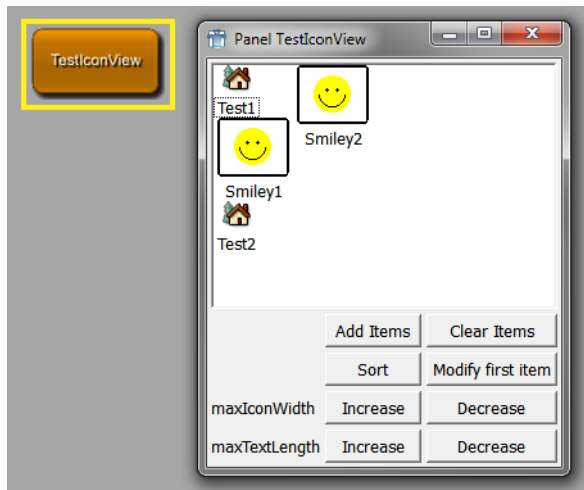 TestIconView
Panel TestIconView
Test1
Smiley2
Smiley1
Test2
Add Items Clear Items
Sort Modify first item
maxIconWidth Increase Decrease
maxTextLength Increase Decrease